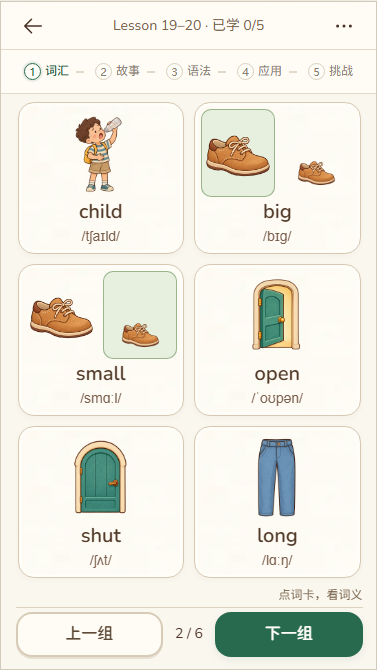 Lesson 19–20 · 已学 0/5
1 词汇 – 2 故事 – 3 语法 – 4 应用 – 5 挑战
child big
/tʃaɪld/ /bɪɡ/
small open
/smɑːl/ /ˈoʊpən/
shut long
/ʃʌt/ /lɑːŋ/
点词卡，看词义
上一组 2 / 6 下一组